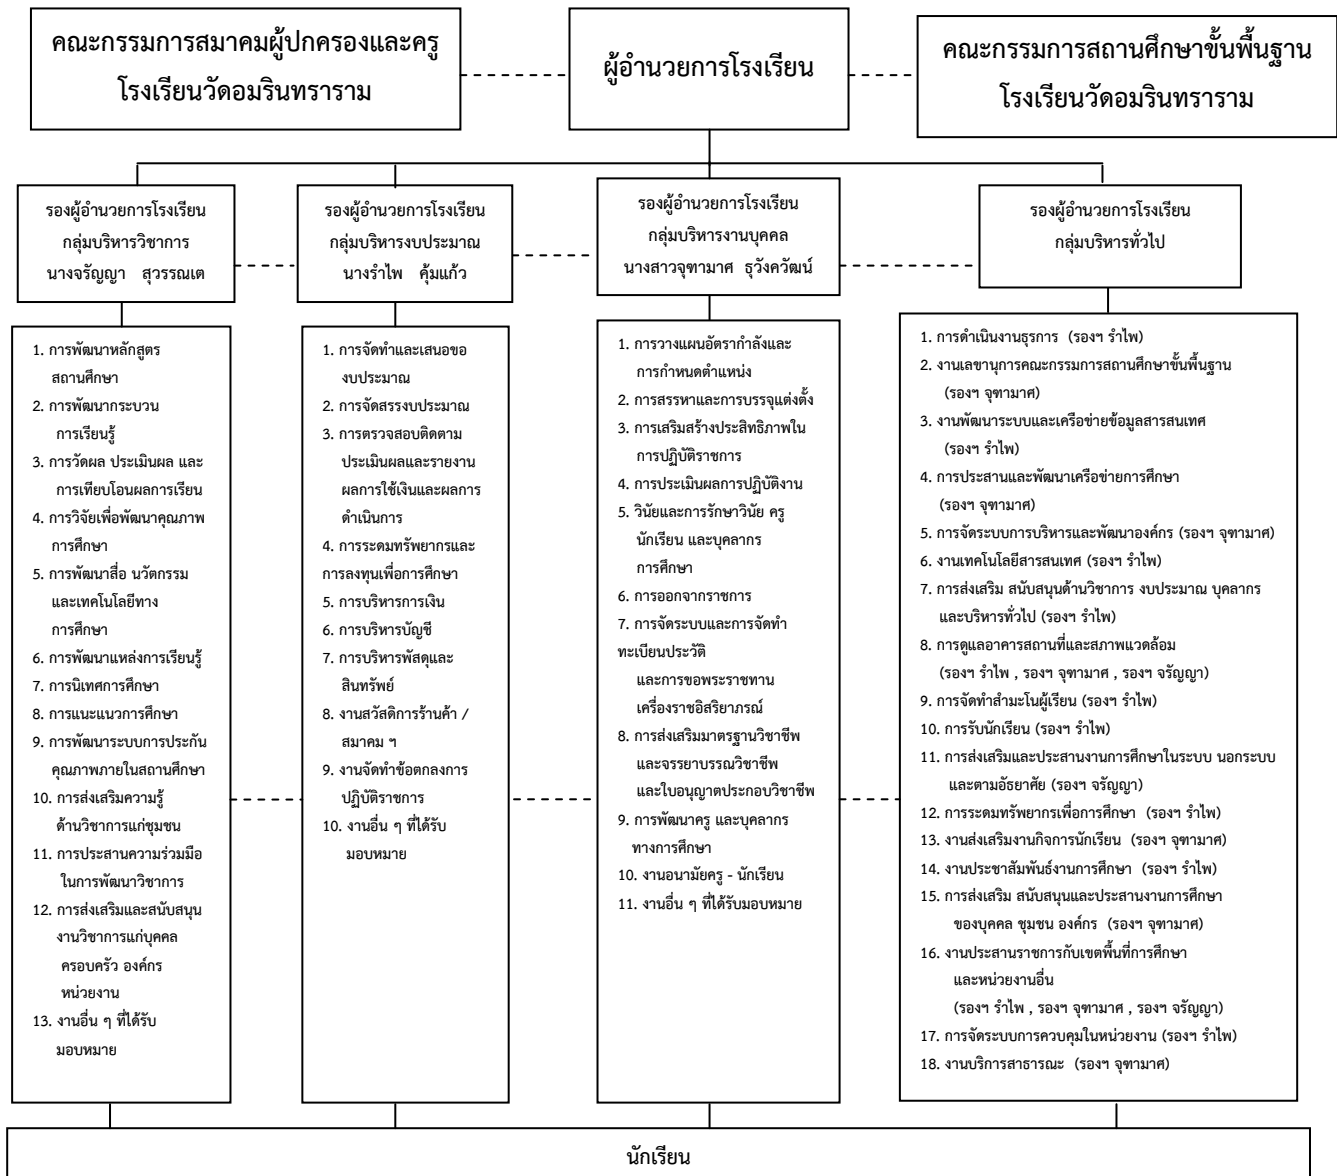 คณะกรรมการสมาคมผู้ปกครองและครู
โรงเรียนวัดอมรินทราราม
ผู้อำนวยการโรงเรียน
คณะกรรมการสถานศึกษาขั้นพื้นฐาน
โรงเรียนวัดอมรินทราราม
รองผู้อำนวยการโรงเรียน
กลุ่มบริหารวิชาการ
นางจรัญญา สุวรรณเต
รองผู้อำนวยการโรงเรียน
กลุ่มบริหารงบประมาณ
นางรำไพ คุ้มแก้ว
รองผู้อำนวยการโรงเรียน
กลุ่มบริหารงานบุคคล
นางสาวจุฑามาศ ธุวังควัฒน์
รองผู้อำนวยการโรงเรียน
กลุ่มบริหารทั่วไป
1. การพัฒนาหลักสูตร
สถานศึกษา
2. การพัฒนากระบวน
การเรียนรู้
3. การวัดผล ประเมินผล และ
การเทียบโอนผลการเรียน
4. การวิจัยเพื่อพัฒนาคุณภาพ
การศึกษา
5. การพัฒนาสื่อ นวัตกรรม
และเทคโนโลยีทาง
การศึกษา
6. การพัฒนาแหล่งการเรียนรู้
7. การนิเทศการศึกษา
8. การแนะแนวการศึกษา
9. การพัฒนาระบบการประกัน
คุณภาพภายในสถานศึกษา
10. การส่งเสริมความรู้
ด้านวิชาการแก่ชุมชน
11. การประสานความร่วมมือ
ในการพัฒนาวิชาการ
12. การส่งเสริมและสนับสนุน
งานวิชาการแก่บุคคล
ครอบครัว องค์กร
หน่วยงาน
13. งานอื่น ๆ ที่ได้รับ
มอบหมาย
1. การจัดทำและเสนอขอ
งบประมาณ
2. การจัดสรรงบประมาณ
3. การตรวจสอบติดตาม
ประเมินผลและรายงาน
ผลการใช้เงินและผลการ
ดำเนินการ
4. การระดมทรัพยากรและ
การลงทุนเพื่อการศึกษา
5. การบริหารการเงิน
6. การบริหารบัญชี
7. การบริหารพัสดุและ
สินทรัพย์
8. งานสวัสดิการร้านค้า /
สมาคม ฯ
9. งานจัดทำข้อตกลงการ
ปฏิบัติราชการ
10. งานอื่น ๆ ที่ได้รับ
มอบหมาย
1. การวางแผนอัตรากำลังและ
การกำหนดตำแหน่ง
2. การสรรหาและการบรรจุแต่งตั้ง
3. การเสริมสร้างประสิทธิภาพใน
การปฏิบัติราชการ
4. การประเมินผลการปฏิบัติงาน
5. วินัยและการรักษาวินัย ครู
นักเรียน และบุคลากร
การศึกษา
6. การออกจากราชการ
7. การจัดระบบและการจัดทำ
ทะเบียนประวัติ
และการขอพระราชทาน
เครื่องราชอิสริยาภรณ์
8. การส่งเสริมมาตรฐานวิชาชีพ
และจรรยาบรรณวิชาชีพ
และใบอนุญาตประกอบวิชาชีพ
9. การพัฒนาครู และบุคลากร
ทางการศึกษา
10. งานอนามัยครู - นักเรียน
11. งานอื่น ๆ ที่ได้รับมอบหมาย
1. การดำเนินงานธุรการ (รองฯ รำไพ)
2. งานเลขานุการคณะกรรมการสถานศึกษาขั้นพื้นฐาน
(รองฯ จุฑามาศ)
3. งานพัฒนาระบบและเครือข่ายข้อมูลสารสนเทศ
(รองฯ รำไพ)
4. การประสานและพัฒนาเครือข่ายการศึกษา
(รองฯ จุฑามาศ)
5. การจัดระบบการบริหารและพัฒนาองค์กร (รองฯ จุฑามาศ)
6. งานเทคโนโลยีสารสนเทศ (รองฯ รำไพ)
7. การส่งเสริม สนับสนุนด้านวิชาการ งบประมาณ บุคลากร
และบริหารทั่วไป (รองฯ รำไพ)
8. การดูแลอาคารสถานที่และสภาพแวดล้อม
(รองฯ รำไพ , รองฯ จุฑามาศ , รองฯ จรัญญา)
9. การจัดทำสำมะโนผู้เรียน (รองฯ รำไพ)
10. การรับนักเรียน (รองฯ รำไพ)
11. การส่งเสริมและประสานงานการศึกษาในระบบ นอกระบบ
และตามอัธยาศัย (รองฯ จรัญญา)
12. การระดมทรัพยากรเพื่อการศึกษา (รองฯ รำไพ)
13. งานส่งเสริมงานกิจการนักเรียน (รองฯ จุฑามาศ)
14. งานประชาสัมพันธ์งานการศึกษา (รองฯ รำไพ)
15. การส่งเสริม สนับสนุนและประสานงานการศึกษา
ของบุคคล ชุมชน องค์กร (รองฯ จุฑามาศ)
16. งานประสานราชการกับเขตพื้นที่การศึกษา
และหน่วยงานอื่น
(รองฯ รำไพ , รองฯ จุฑามาศ , รองฯ จรัญญา)
17. การจัดระบบการควบคุมในหน่วยงาน (รองฯ รำไพ)
18. งานบริการสาธารณะ (รองฯ จุฑามาศ)
นักเรียน